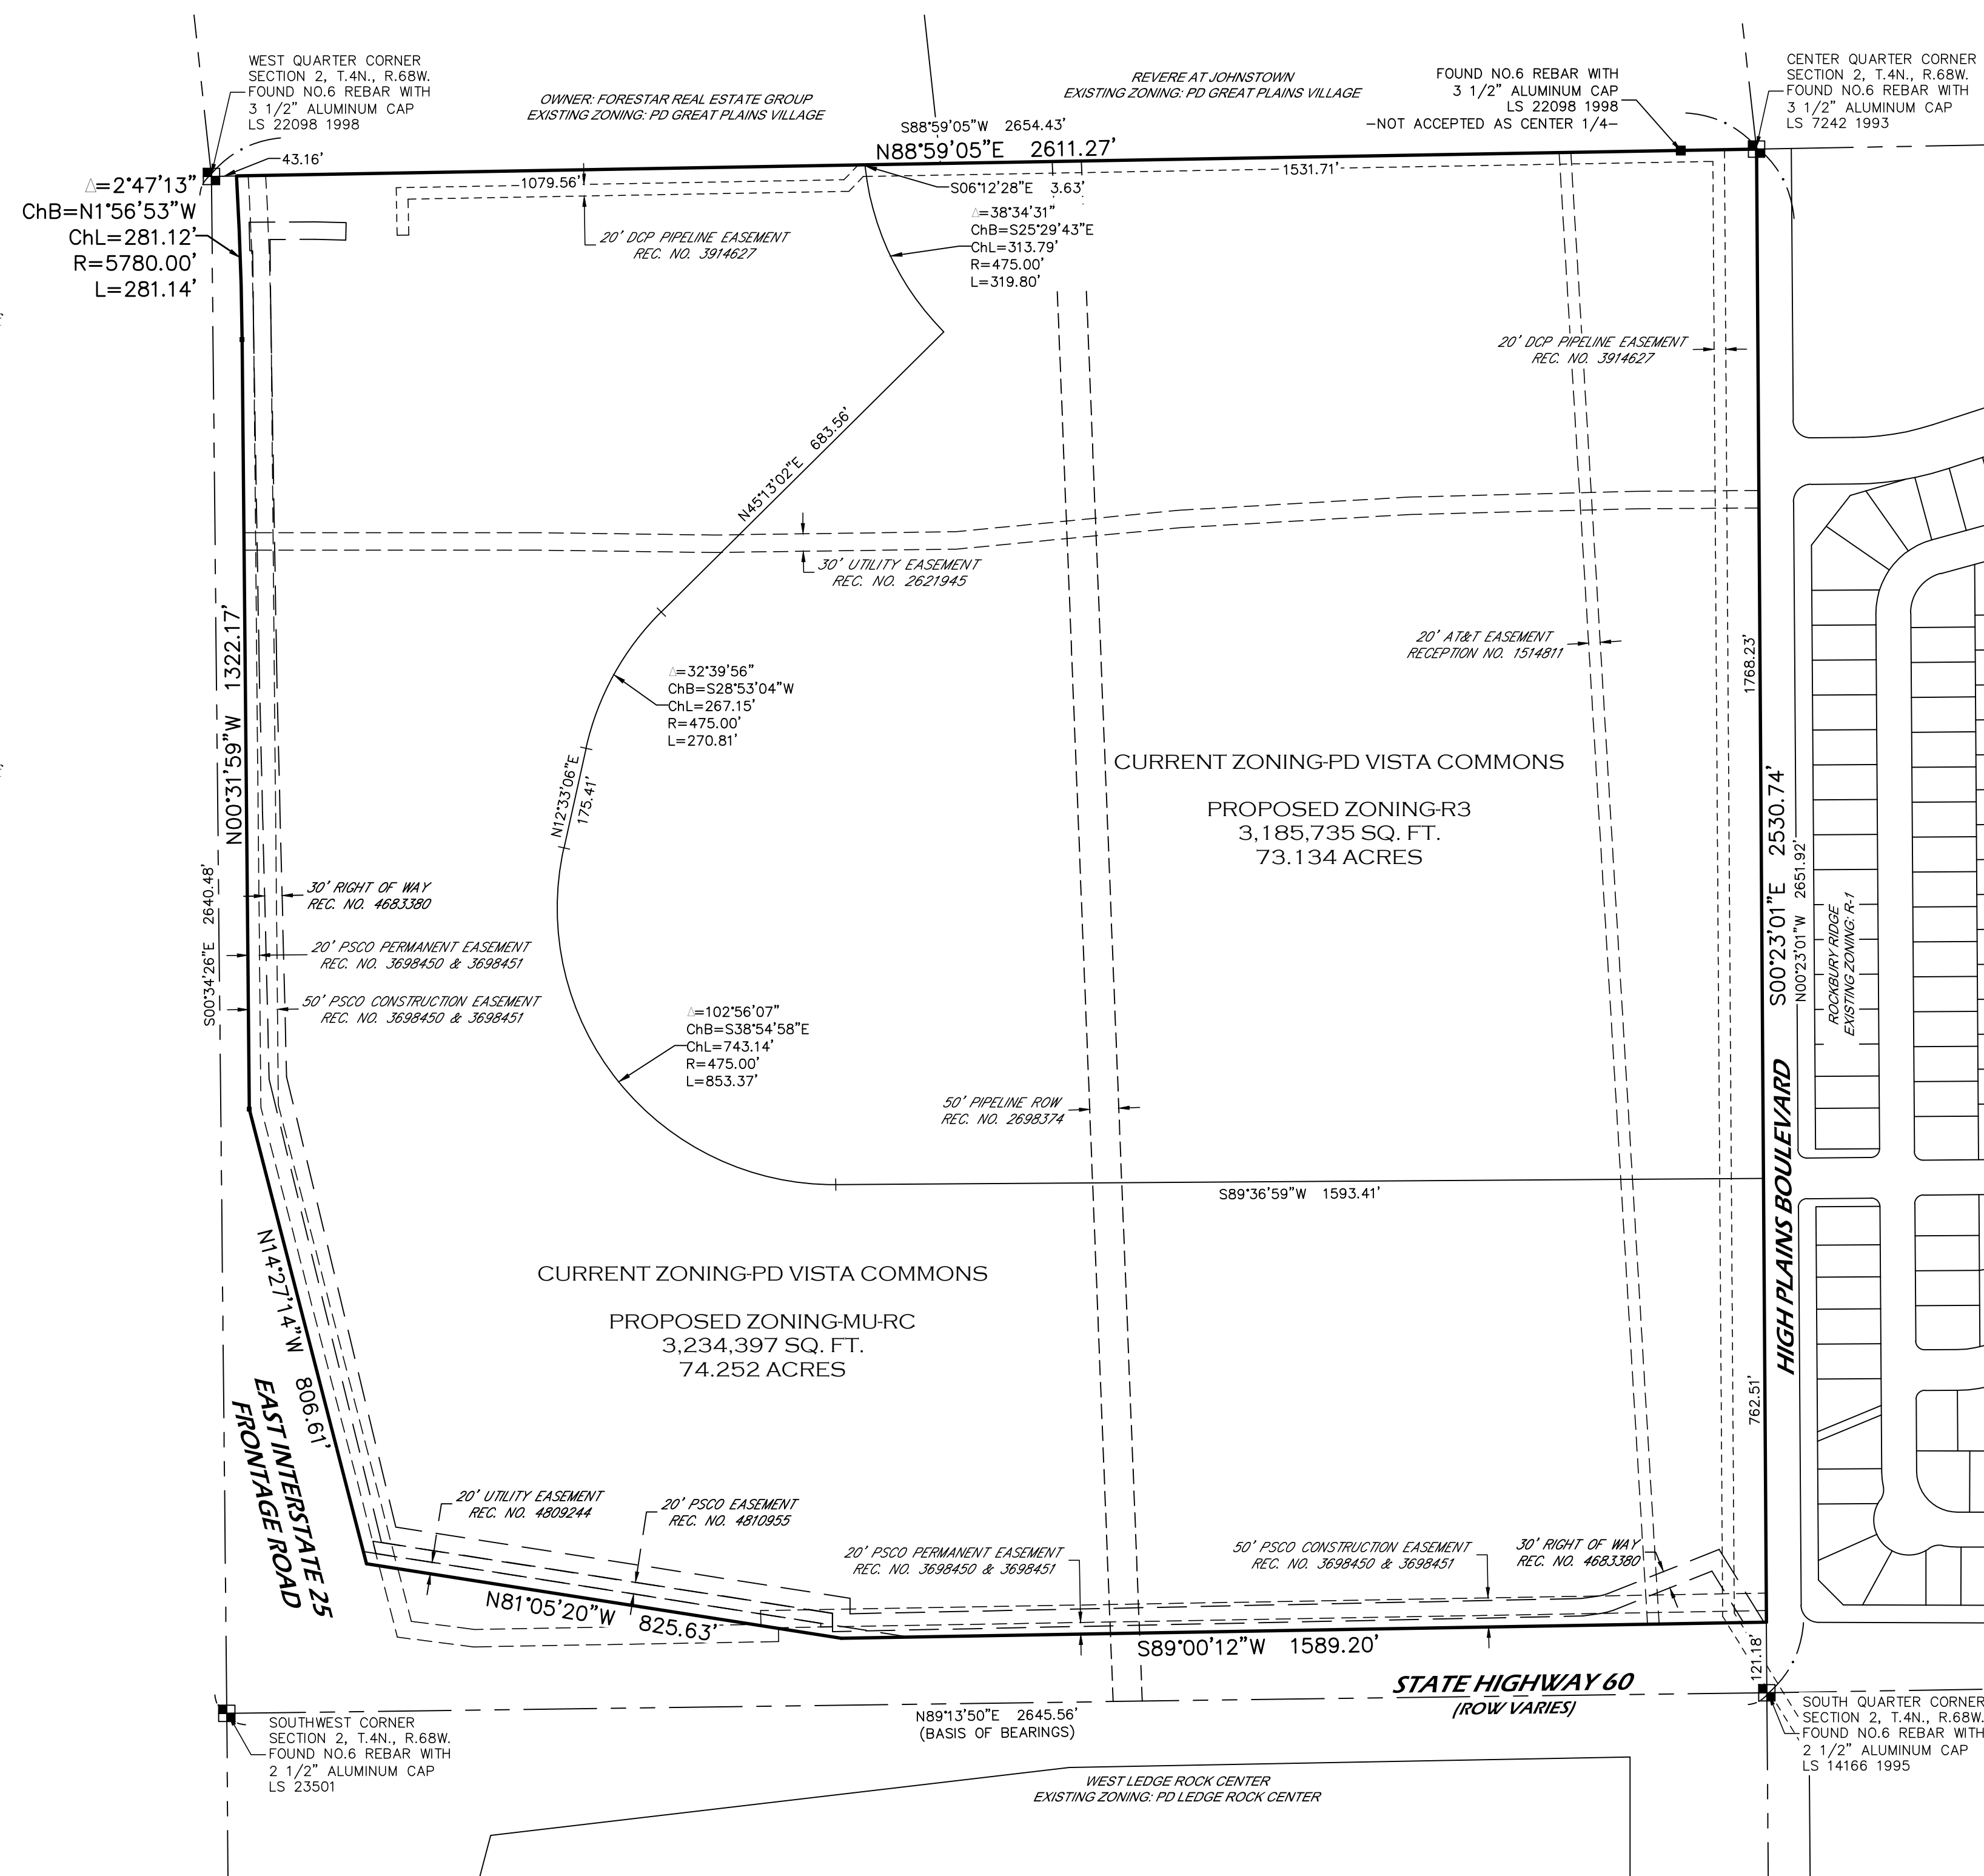 WEST QUARTER CORNER
SECTION 2, T.4N., R.68W.
FOUND NO.6 REBAR WITH
3 1/2" ALUMINUM CAP
LS 22098 1998
OWNER: FORESTAR REAL ESTATE GROUP
EXISTING ZONING: PD GREAT PLAINS VILLAGE
REVERE AT JOHNSTOWN
EXISTING ZONING: PD GREAT PLAINS VILLAGE
FOUND NO.6 REBAR WITH
3 1/2" ALUMINUM CAP
LS 22098 1998
-NOT ACCEPTED AS CENTER 1/4-
CENTER QUARTER CORNER
SECTION 2, T.4N., R.68W.
FOUND NO.6 REBAR WITH
3 1/2" ALUMINUM CAP
LS 7242 1993
S88°59'05"W 2654.43'
N88°59'05"E 2611.27'
43.16'
1079.56'
1531.71'
S06°12'28"E 3.63'
Δ=2°47'13"
ChB=N1°56'53"W
ChL=281.12'
R=5780.00'
L=281.14'
Δ=38°34'31"
ChB=S25°29'43"E
ChL=313.79'
R=475.00'
L=319.80'
20' DCP PIPELINE EASEMENT
REC. NO. 3914627
20' DCP PIPELINE EASEMENT
REC. NO. 3914627
N45°13'02"E 683.56'
30' UTILITY EASEMENT
REC. NO. 2621945
20' AT&T EASEMENT
RECEPTION NO. 1514811
1768.23'
N00°31'59"W 1322.17'
Δ=32°39'56"
ChB=S28°53'04"W
ChL=267.15'
R=475.00'
L=270.81'
N12°33'06"E
175.41'
CURRENT ZONING-PD VISTA COMMONS
PROPOSED ZONING-R3
3,185,735 SQ. FT.
73.134 ACRES
S00°23'01"E 2530.74'
N00°23'01"W 2651.92'
ROCKBURY RIDGE
EXISTING ZONING: R-1
S00°34'26"E 2640.48'
30' RIGHT OF WAY
REC. NO. 4683380
20' PSCO PERMANENT EASEMENT
REC. NO. 3698450 & 3698451
50' PSCO CONSTRUCTION EASEMENT
REC. NO. 3698450 & 3698451
Δ=102°56'07"
ChB=S38°54'58"E
ChL=743.14'
R=475.00'
L=853.37'
50' PIPELINE ROW
REC. NO. 2698374
S89°36'59"W 1593.41'
HIGH PLAINS BOULEVARD
CURRENT ZONING-PD VISTA COMMONS
PROPOSED ZONING-MU-RC
3,234,397 SQ. FT.
74.252 ACRES
N14°27'14"W 806.61'
EAST INTERSTATE 25
FRONTAGE ROAD
762.51'
20' UTILITY EASEMENT
REC. NO. 4809244
20' PSCO EASEMENT
REC. NO. 4810955
20' PSCO PERMANENT EASEMENT
REC. NO. 3698450 & 3698451
50' PSCO CONSTRUCTION EASEMENT
REC. NO. 3698450 & 3698451
30' RIGHT OF WAY
REC. NO. 4683380
N81°05'20"W 825.63'
S89°00'12"W 1589.20'
121.18'
STATE HIGHWAY 60
(ROW VARIES)
N89°13'50"E 2645.56'
(BASIS OF BEARINGS)
SOUTHWEST CORNER
SECTION 2, T.4N., R.68W.
FOUND NO.6 REBAR WITH
2 1/2" ALUMINUM CAP
LS 23501
SOUTH QUARTER CORNER
SECTION 2, T.4N., R.68W.
FOUND NO.6 REBAR WITH
2 1/2" ALUMINUM CAP
LS 14166 1995
WEST LEDGE ROCK CENTER
EXISTING ZONING: PD LEDGE ROCK CENTER